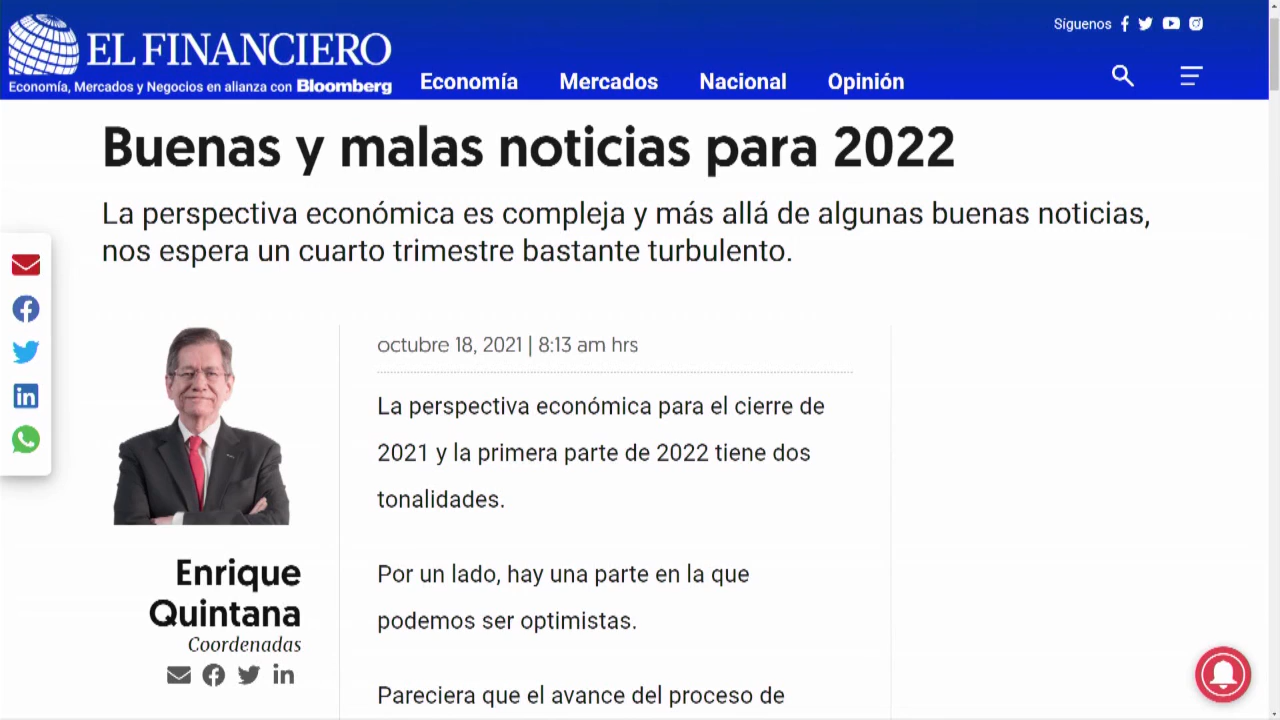 EL FINANCIERO
Economía, Mercados y Negocios en alianza con Bloomberg
Economía
Mercados
Nacional
Opinión
Síguenos
Buenas y malas noticias para 2022
La perspectiva económica es compleja y más allá de algunas buenas noticias,
nos espera un cuarto trimestre bastante turbulento.
Enrique
Quintana
Coordenadas
octubre 18, 2021 | 8:13 am hrs
La perspectiva económica para el cierre de
2021 y la primera parte de 2022 tiene dos
tonalidades.
Por un lado, hay una parte en la que
podemos ser optimistas.
Pareciera que el avance del proceso de